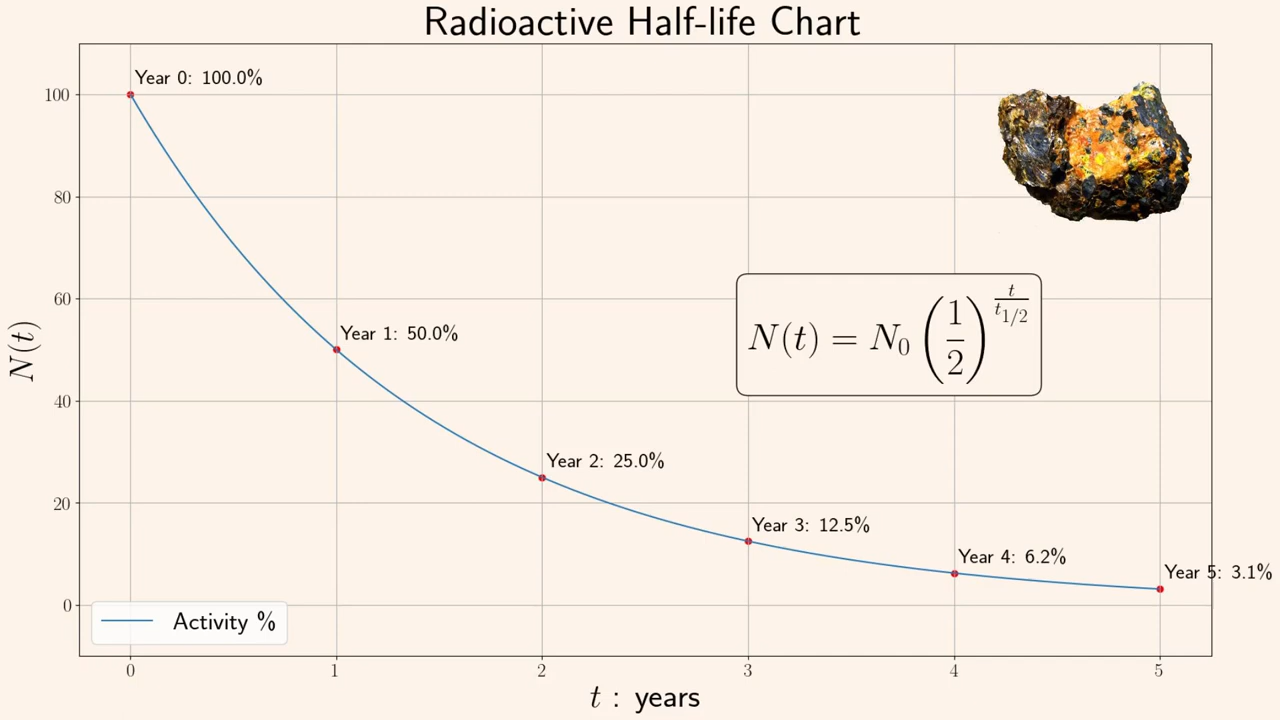 Radioactive Half-life Chart
Year 0: 100.0%
100
80
60
N(t) = N₀ (1/2)^(t/t₁/₂)
N(t)
Year 1: 50.0%
40
Year 2: 25.0%
20
Year 3: 12.5%
Year 4: 6.2%
Year 5: 3.1%
0
Activity %
0 1 2 3 4 5
t : years